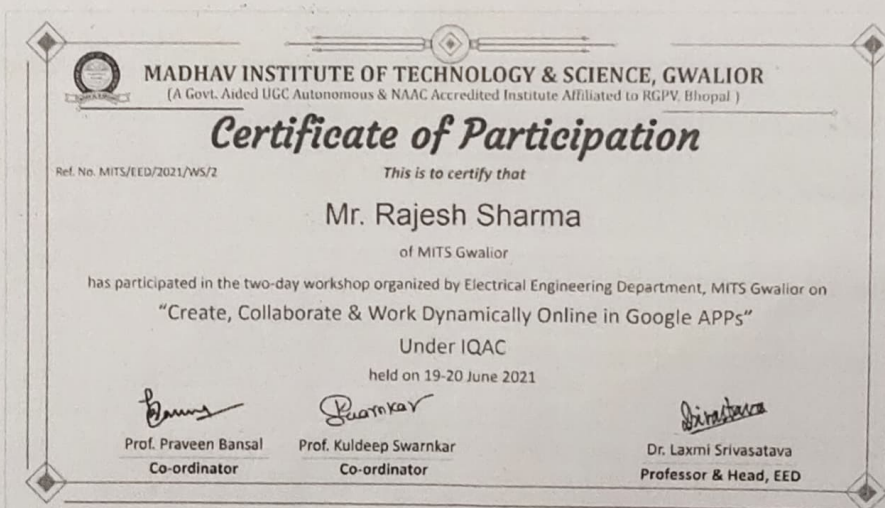 MADHAV INSTITUTE OF TECHNOLOGY & SCIENCE, GWALIOR
(A Govt. Aided UGC Autonomous & NAAC Accredited Institute Affiliated to RGPV, Bhopal )
Certificate of Participation
Ref. No. MITS/EED/2021/WS/2
This is to certify that
Mr. Rajesh Sharma
of MITS Gwalior
has participated in the two-day workshop organized by Electrical Engineering Department, MITS Gwalior on
"Create, Collaborate & Work Dynamically Online in Google APPs"
Under IQAC
held on 19-20 June 2021
Prof. Praveen Bansal
Co-ordinator
Prof. Kuldeep Swarnkar
Co-ordinator
Dr. Laxmi Srivasatava
Professor & Head, EED